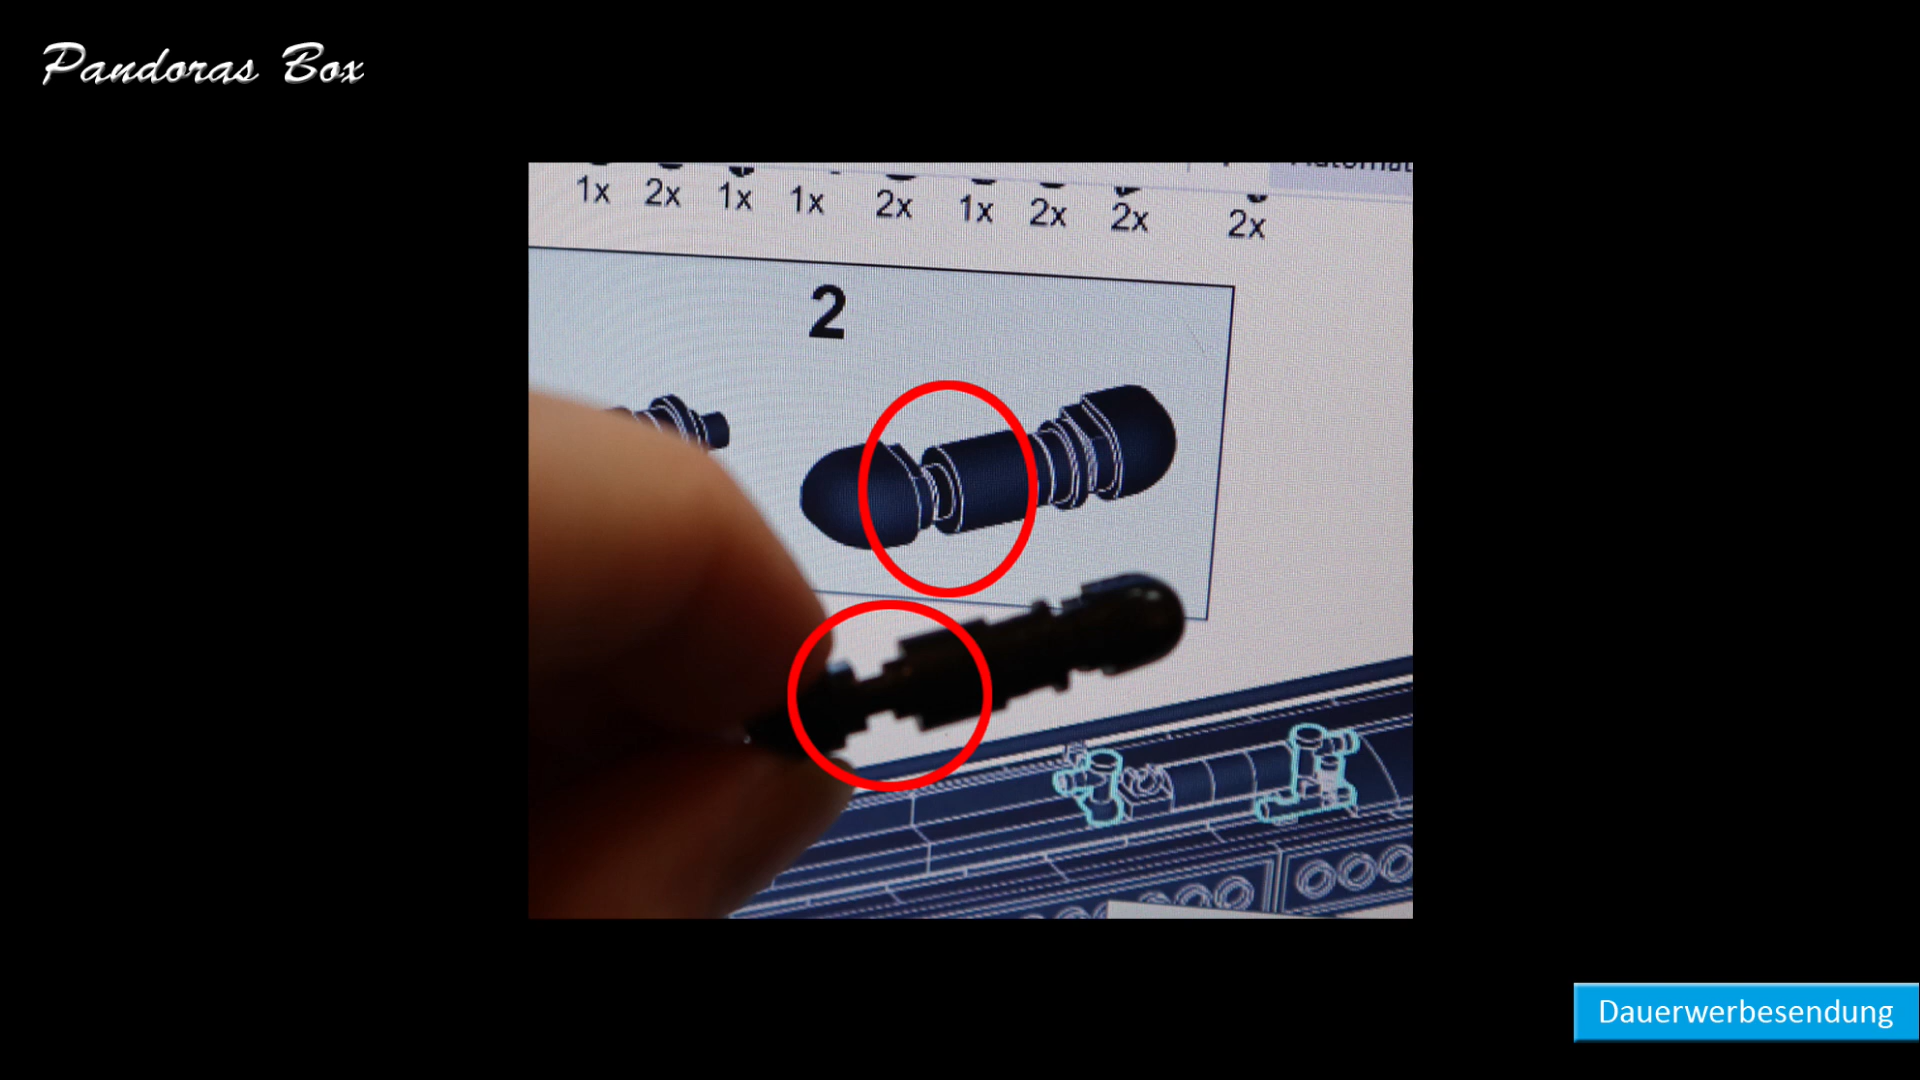 Pandoras Box
1x 2x 1x 1x 2x 1x 2x 2x 2x
2
Dauerwerbesendung